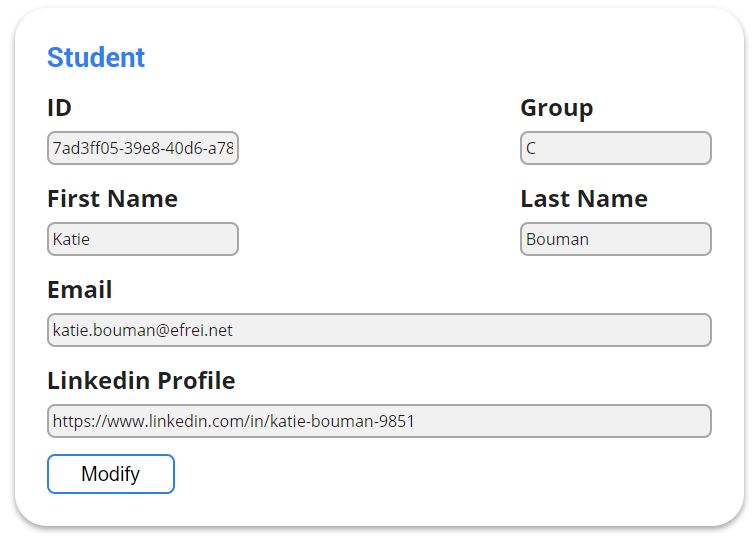 Student
ID Group
7ad3ff05-39e8-40d6-a78 C
First Name Last Name
Katie Bouman
Email
katie.bouman@efrei.net
Linkedin Profile
https://www.linkedin.com/in/katie-bouman-9851
Modify